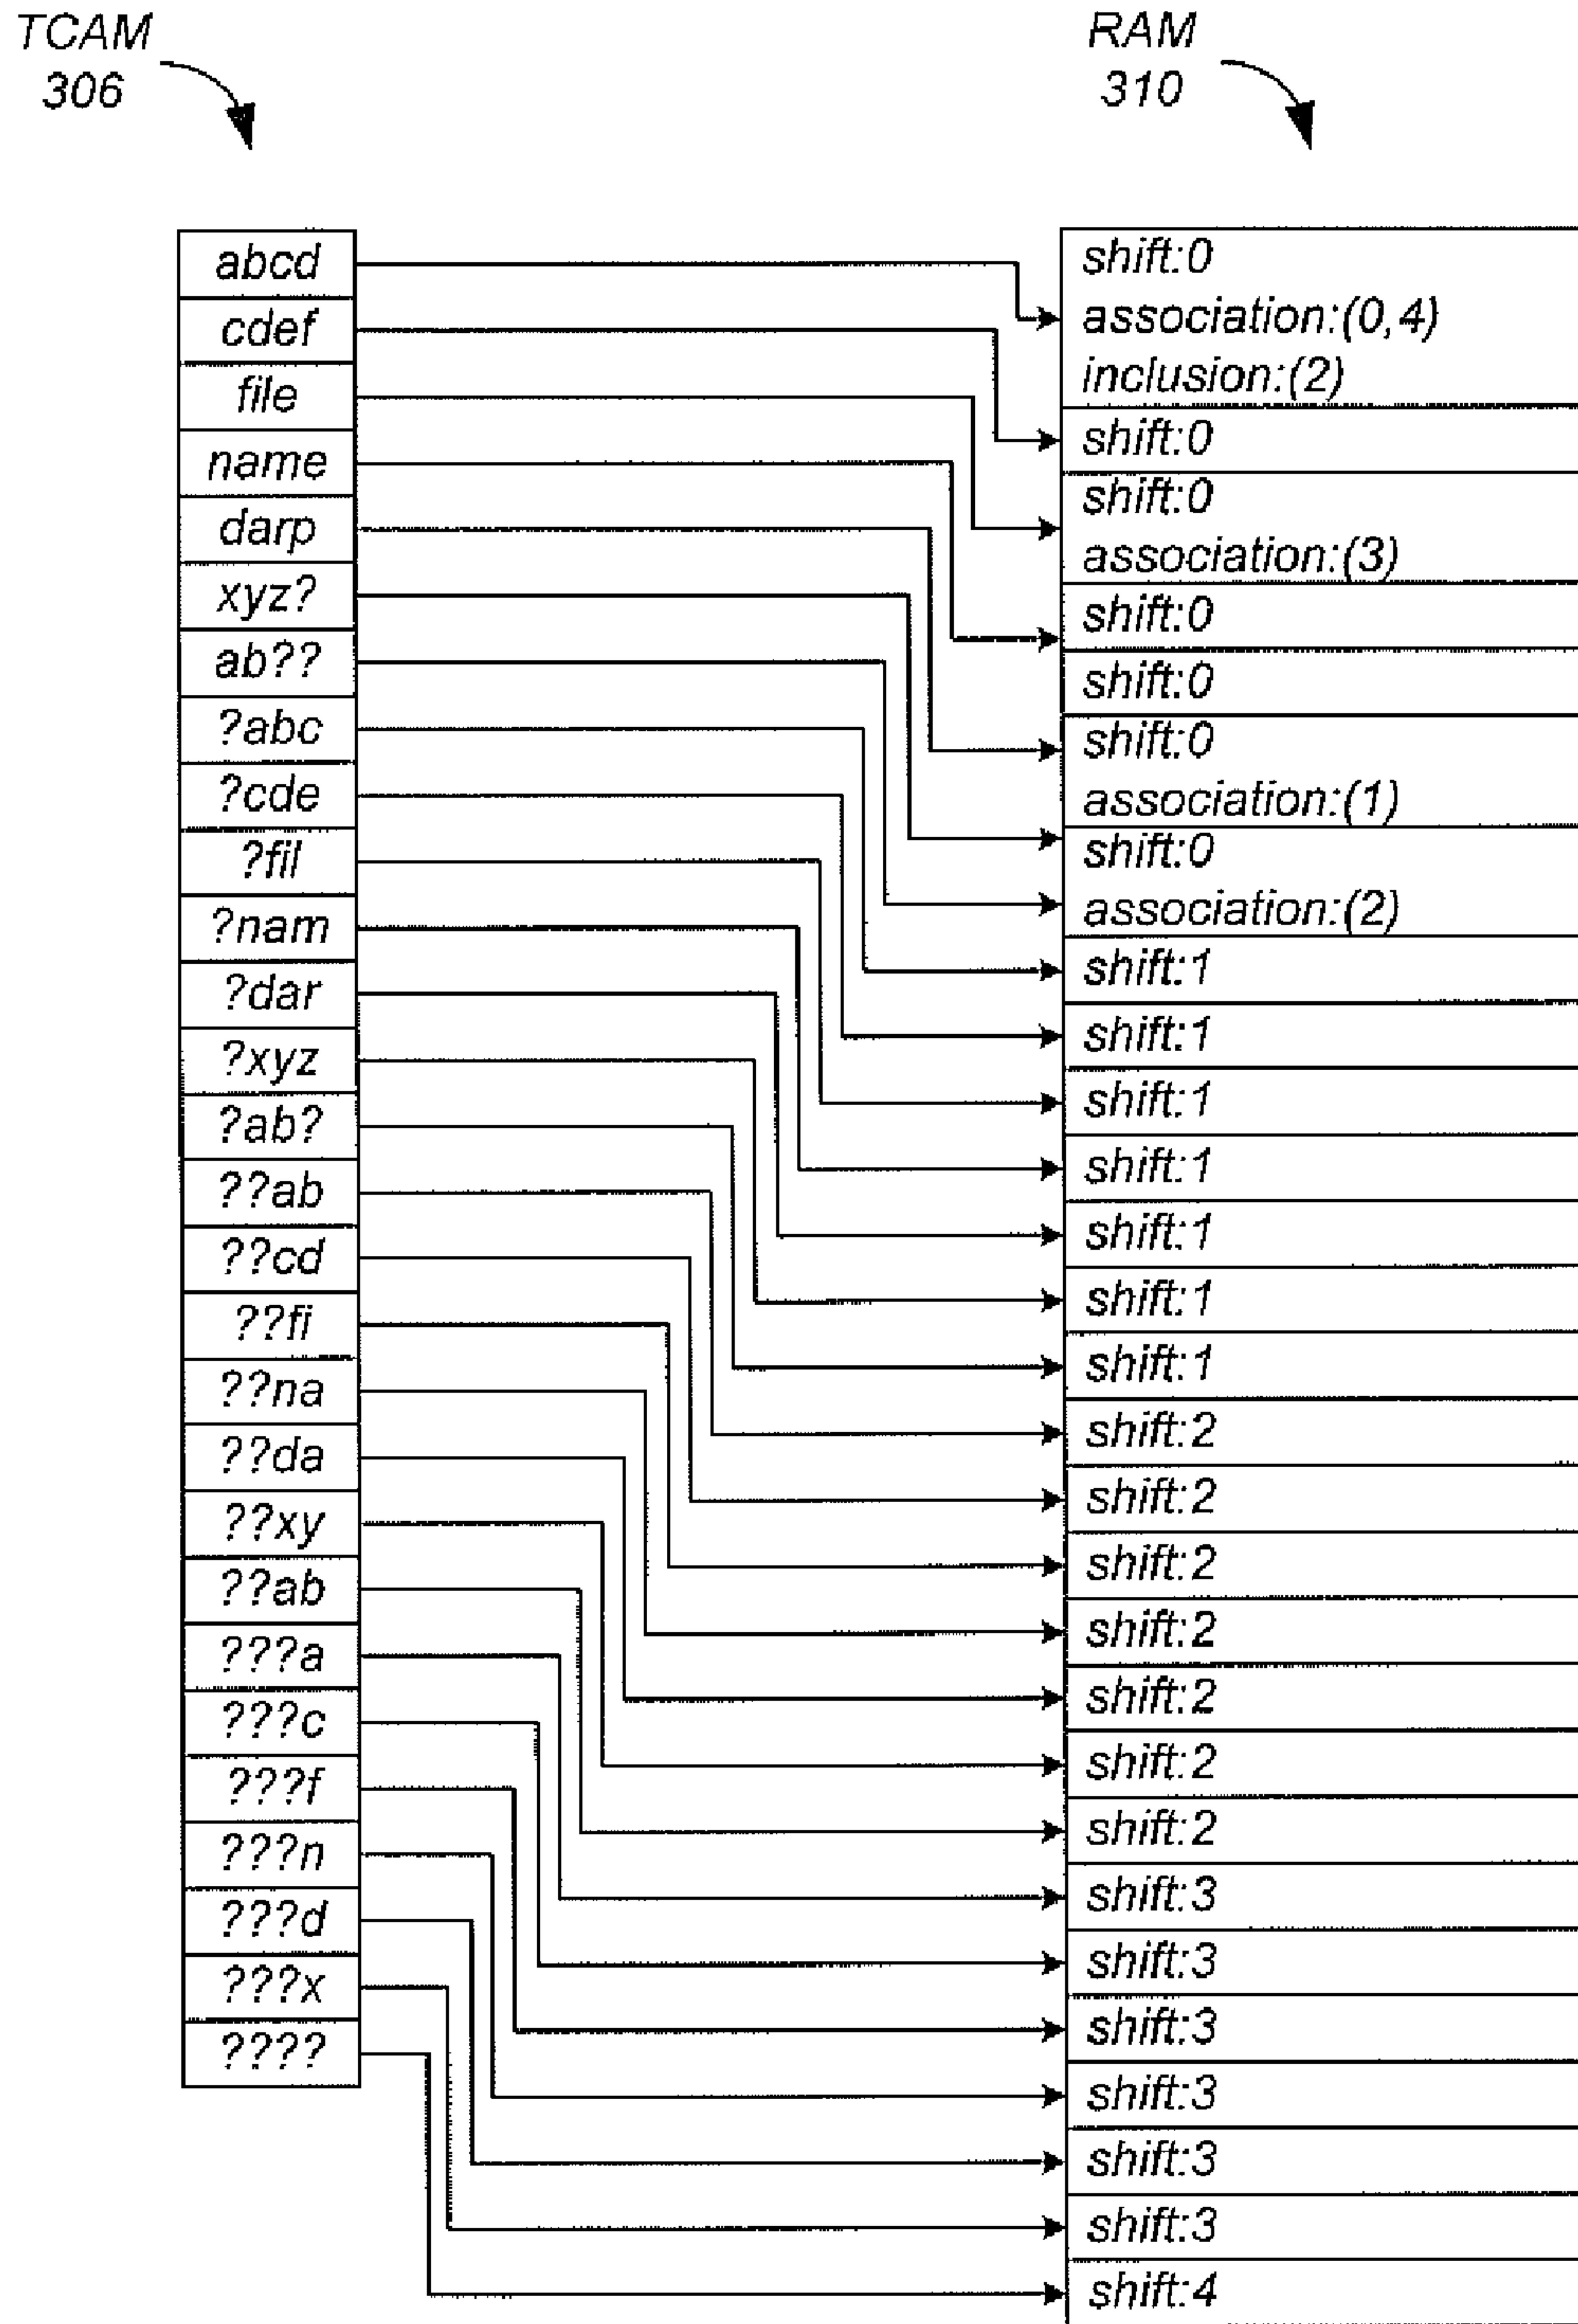 TCAM
306
RAM
310
abcd
cdef
file
name
darp
xyz?
ab??
?abc
?cde
?fil
?nam
?dar
?xyz
?ab?
??ab
??cd
??fi
??na
??da
??xy
??ab
???a
???c
???f
???n
???d
???x
????
shift:0
association:(0,4)
inclusion:(2)
shift:0
shift:0
association:(3)
shift:0
shift:0
shift:0
association:(1)
shift:0
association:(2)
shift:1
shift:1
shift:1
shift:1
shift:1
shift:1
shift:1
shift:2
shift:2
shift:2
shift:2
shift:2
shift:2
shift:2
shift:3
shift:3
shift:3
shift:3
shift:3
shift:3
shift:4